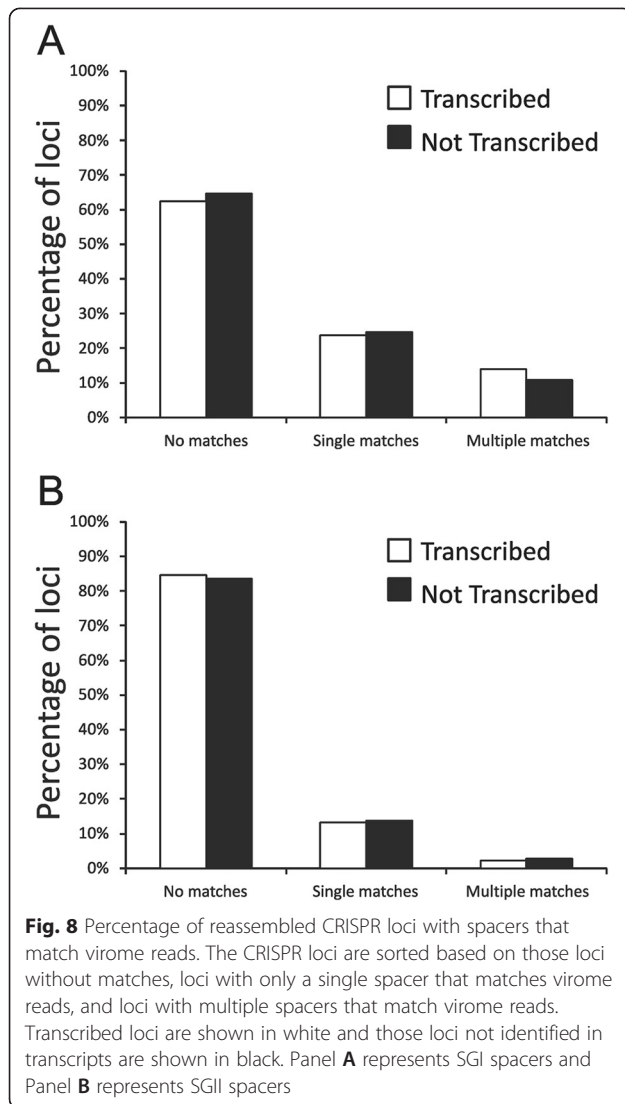 A
100%
90%
80%
70%
60%
50%
40%
30%
20%
10%
0%
Percentage of loci
Transcribed
Not Transcribed
No matches Single matches Multiple matches
B
100%
90%
80%
70%
60%
50%
40%
30%
20%
10%
0%
Percentage of loci
Transcribed
Not Transcribed
No matches Single matches Multiple matches
Fig. 8 Percentage of reassembled CRISPR loci with spacers that
match virome reads. The CRISPR loci are sorted based on those loci
without matches, loci with only a single spacer that matches virome
reads, and loci with multiple spacers that match virome reads.
Transcribed loci are shown in white and those loci not identified in
transcripts are shown in black. Panel A represents SGI spacers and
Panel B represents SGII spacers